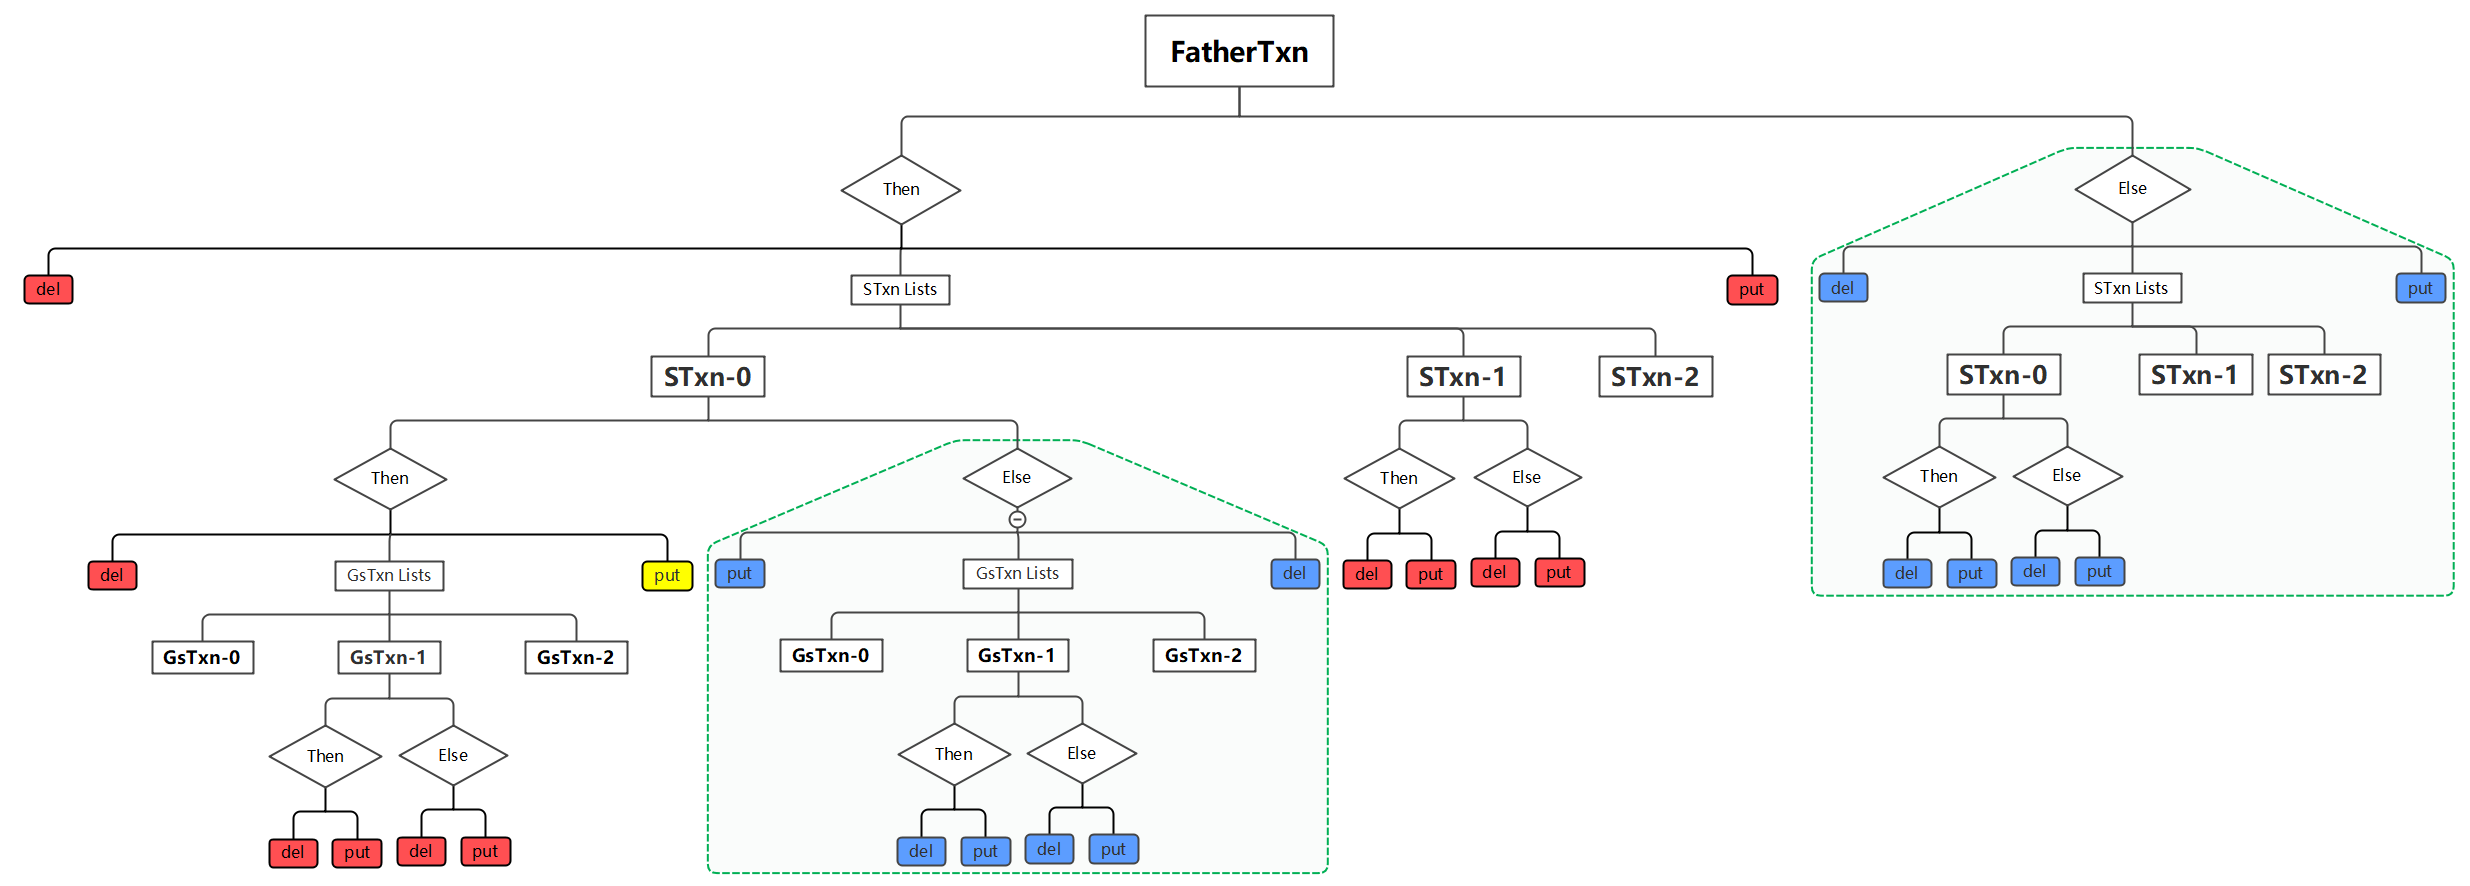 FatherTxn
Then
Else
del
STxn Lists
put
del
STxn Lists
put
STxn-0
STxn-1
STxn-2
STxn-0
STxn-1
STxn-2
Then
Else
Then
Else
Then
Else
del
GsTxn Lists
put
put
GsTxn Lists
del
del
put
del
put
del
put
del
put
GsTxn-0
GsTxn-1
GsTxn-2
GsTxn-0
GsTxn-1
GsTxn-2
Then
Else
Then
Else
del
put
del
put
del
put
del
put